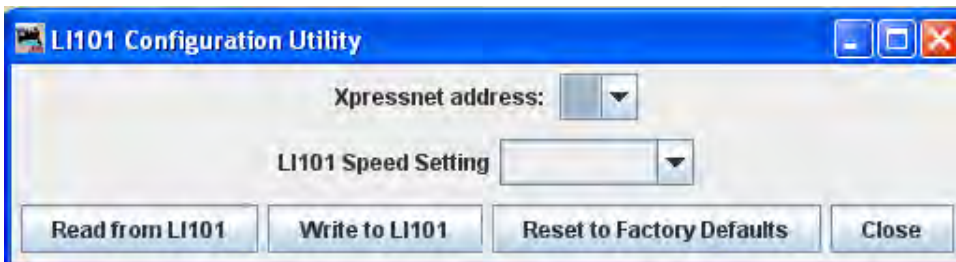 LI101 Configuration Utility
Xpressnet address:
LI101 Speed Setting
Read from LI101 Write to LI101 Reset to Factory Defaults Close